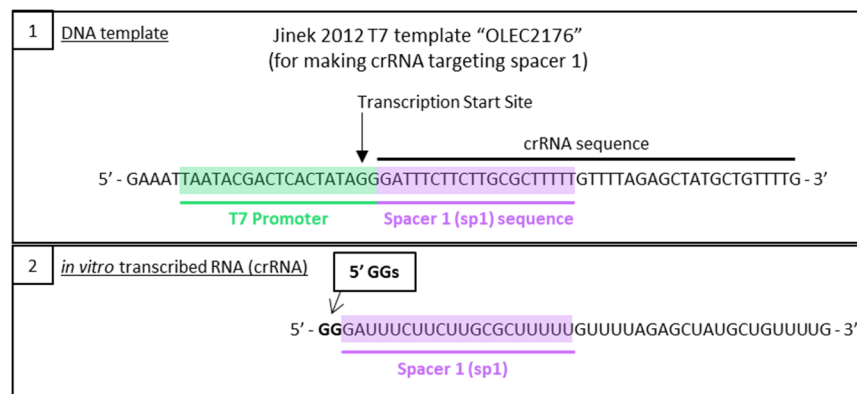 1
DNA template
Jinek 2012 T7 template “OLEC2176”
(for making crRNA targeting spacer 1)
Transcription Start Site
crRNA sequence
5’ - GAAATTAATACGACTCACTATAGGGATTTCTTCTTGCGCTTTTTGTTTTAGAGCTATGCTGTTTTG - 3’
T7 Promoter
Spacer 1 (sp1) sequence
2
in vitro transcribed RNA (crRNA)
5’ GGs
5’ - GGGAUUUCUUCUUGCGCUUUUUGUUUUAGAGCUAUGCUGUUUUG - 3’
Spacer 1 (sp1)